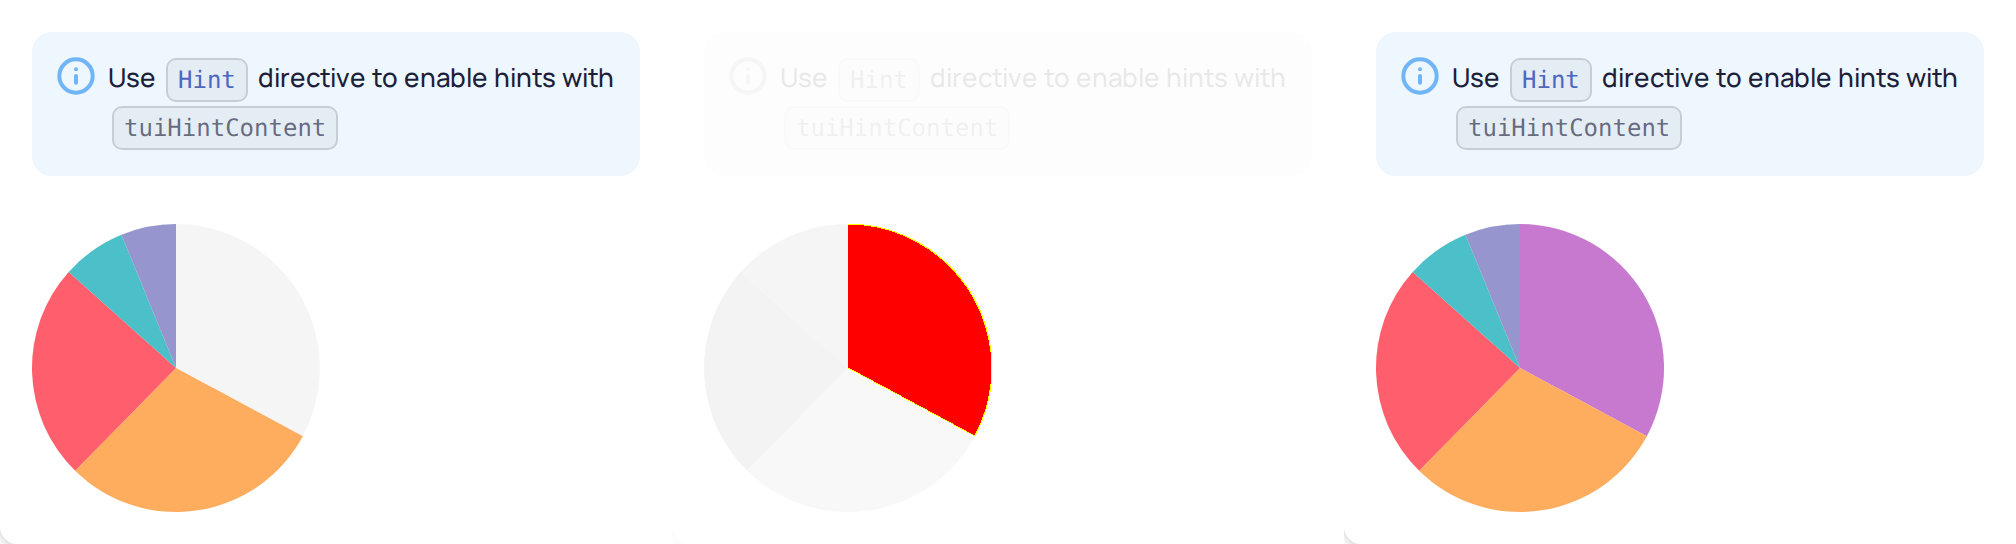 Use Hint directive to enable hints with
tuiHintContent
Use Hint directive to enable hints with
tuiHintContent
Use Hint directive to enable hints with
tuiHintContent